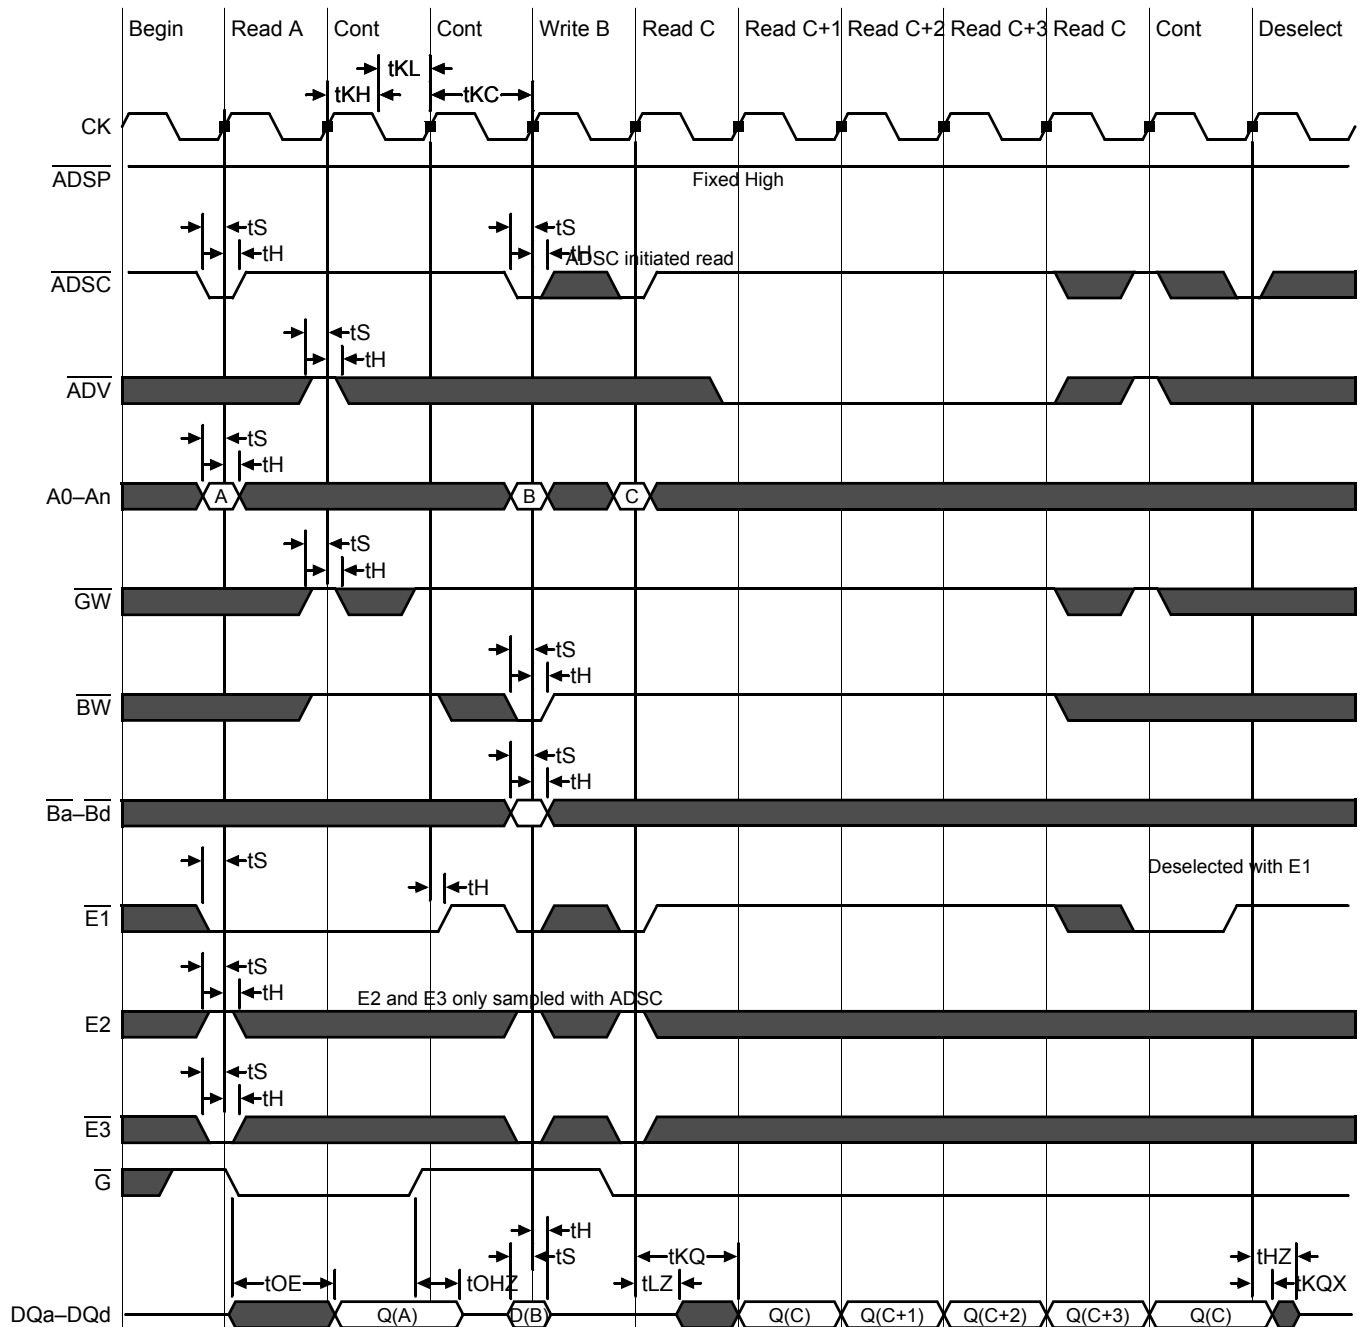 Begin Read A Cont Cont Write B Read C Read C+1 Read C+2 Read C+3 Read C Cont Deselect
tKL
tKH tKC
CK
ADSP
Fixed High
tS tS
tH tH
ADSC initiated read
ADSC
tS
tH
ADV
tS
tH
A0–An A B C
tS
tH
GW
tS
tH
BW
tS
tH
Ba–Bd
tS Deselected with E1
tH
E1
tS
tH
E2 and E3 only sampled with ADSC
E2
tS
tH
E3
G
tH
tS tKQ tHZ
tOE tOHZ tLZ tKQX
DQa–DQd Q(A) D(B) Q(C) Q(C+1) Q(C+2) Q(C+3) Q(C)